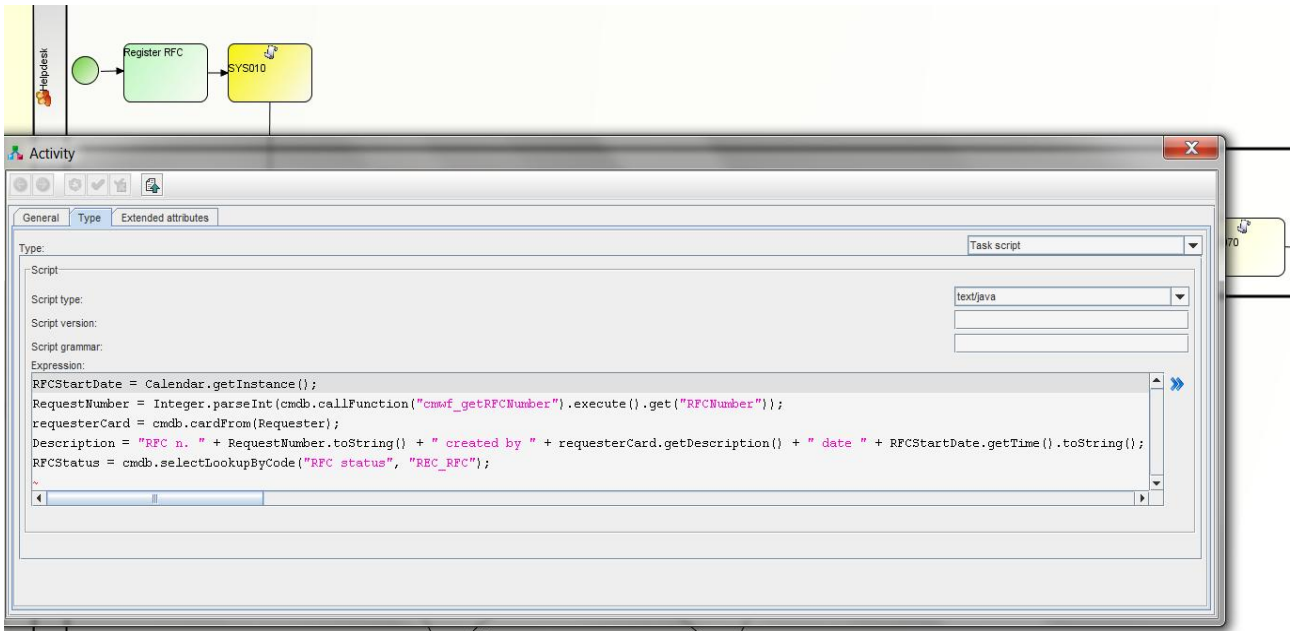 Helpdesk
Register RFC
SYS010
Activity
X
General Type Extended attributes
Type: Task script
070
Script
Script type: text/java
Script version:
Script grammar:
Expression:
RFCStartDate = Calendar.getInstance();
RequestNumber = Integer.parseInt(cmdb.callFunction("cmwf_getRFCNumber").execute().get("RFCNumber"));
requesterCard = cmdb.cardFrom(Requester);
Description = "RFC n. " + RequestNumber.toString() + " created by " + requesterCard.getDescription() + " date " + RFCStartDate.getTime().toString();
RFCStatus = cmdb.selectLookupByCode("RFC status", "REC_RFC");
~